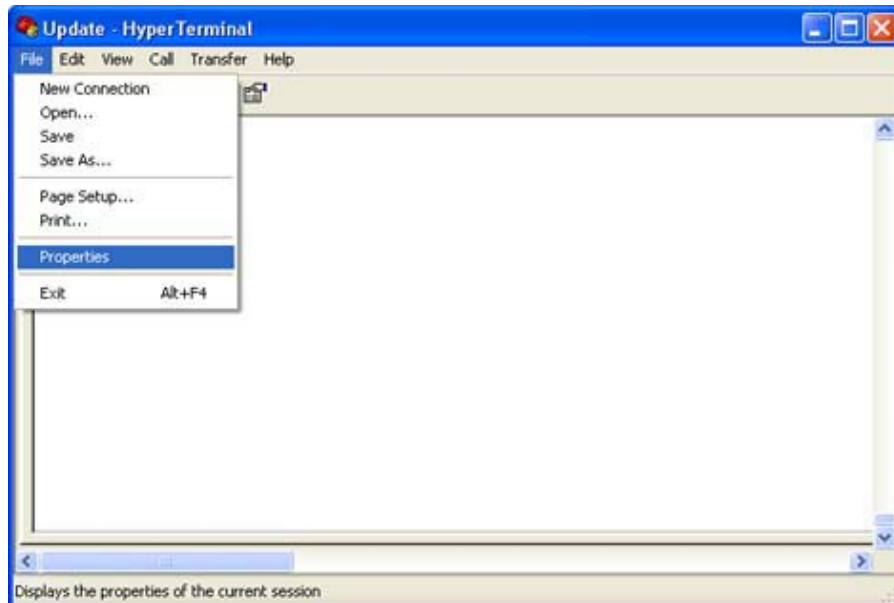 Update - HyperTerminal
File Edit View Call Transfer Help
New Connection
Open...
Save
Save As...
Page Setup...
Print...
Properties
Exit Alt+F4
Displays the properties of the current session